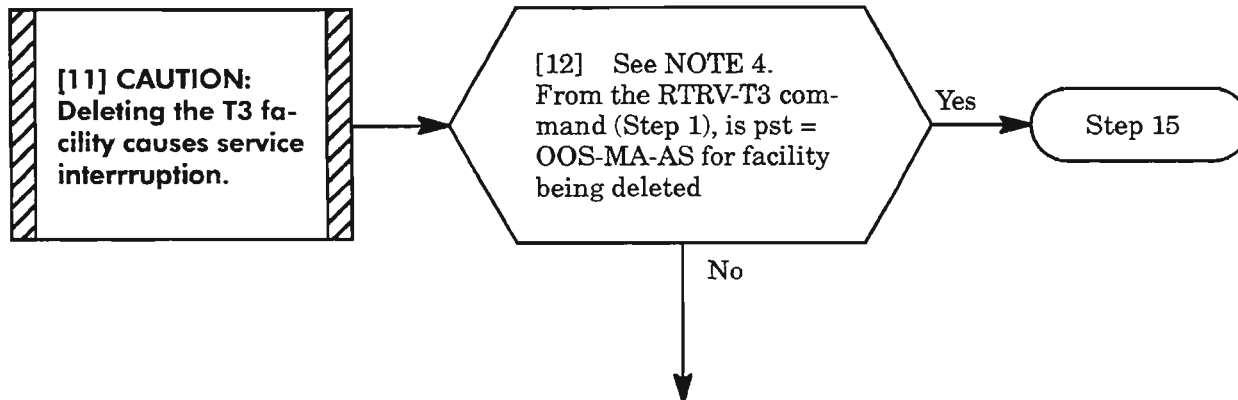 [11] CAUTION:
Deleting the T3 fa-
cility causes service
interrruption.
[12] See NOTE 4.
From the RTRV-T3 com-
mand (Step 1), is pst =
OOS-MA-AS for facility
being deleted
Yes
Step 15
No